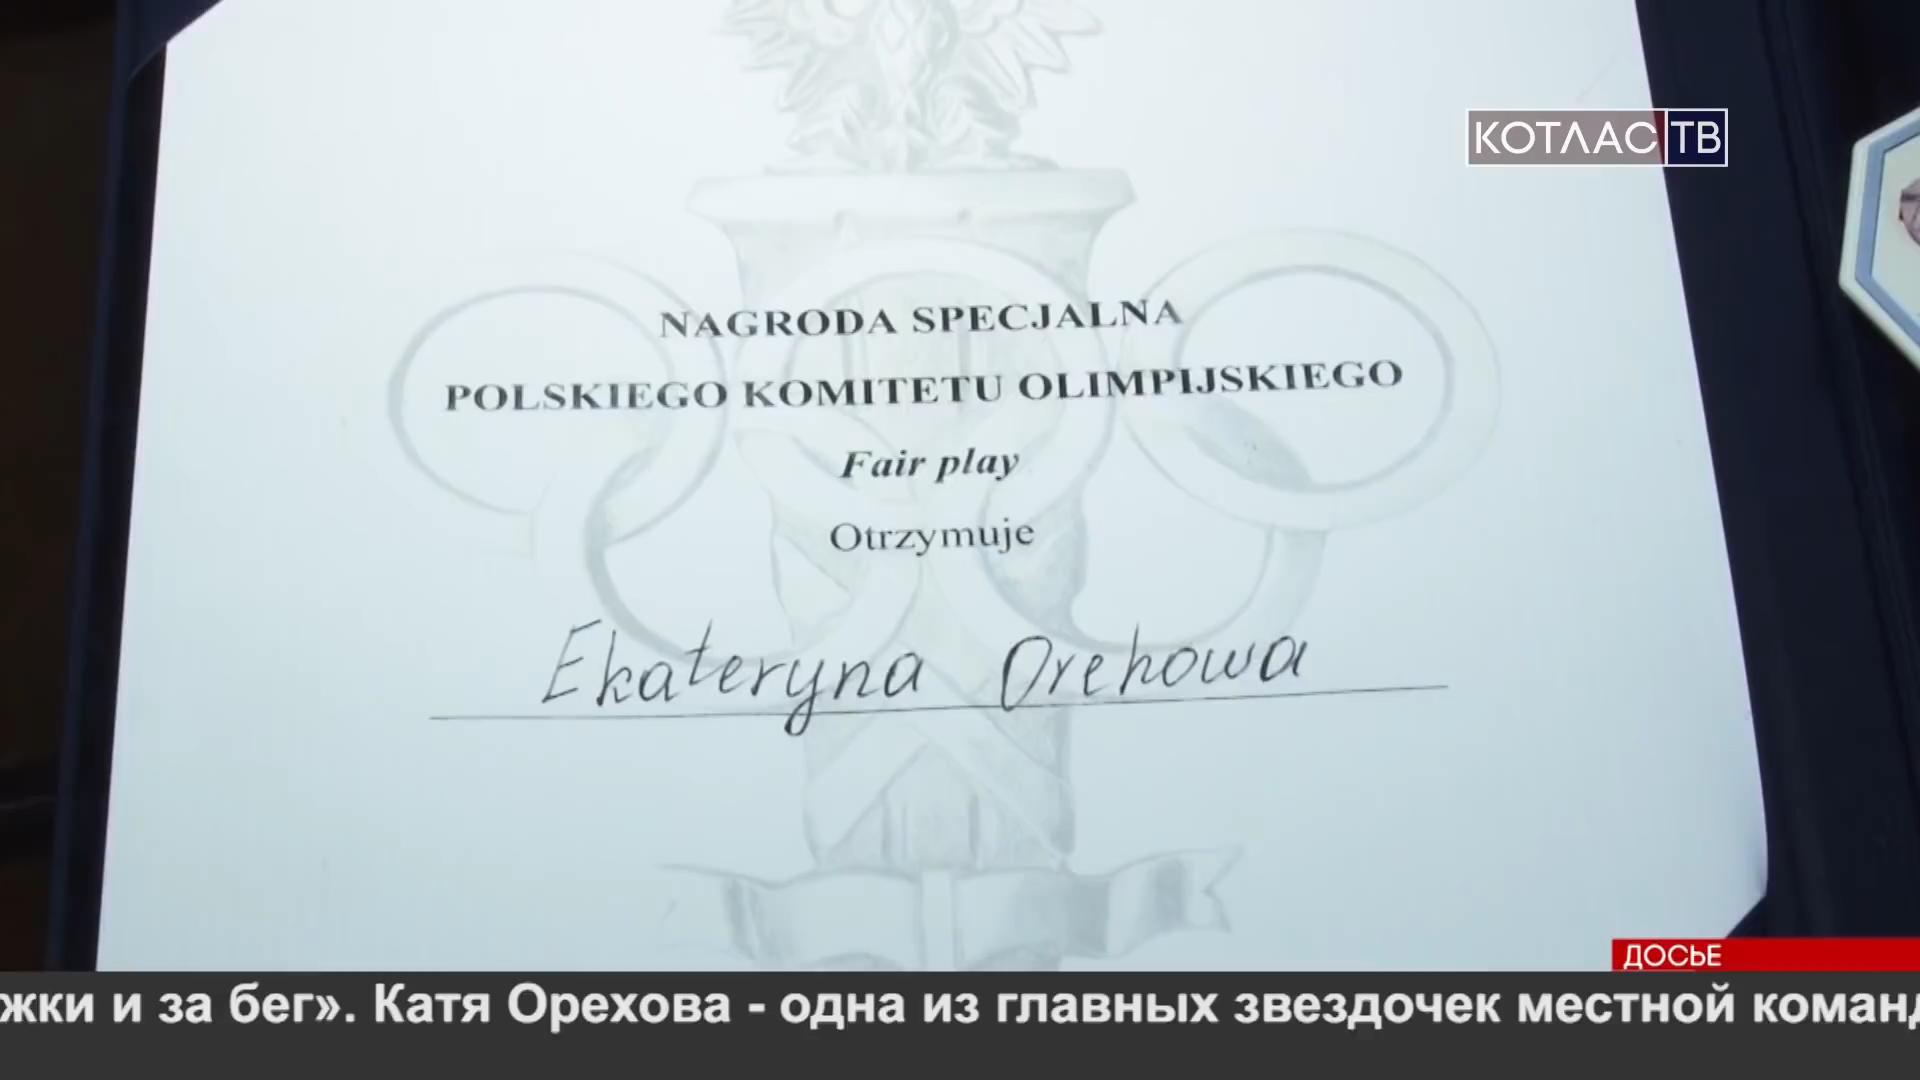 КОТЛАС ТВ
NAGRODA SPECJALNA
POLSKIEGO KOMITETU OLIMPIJSKIEGO
Fair play
Otrzymuje
Ekateryna Orehowa
ДОСЬЕ
жки и за бег». Катя Орехова - одна из главных звездочек местной команд